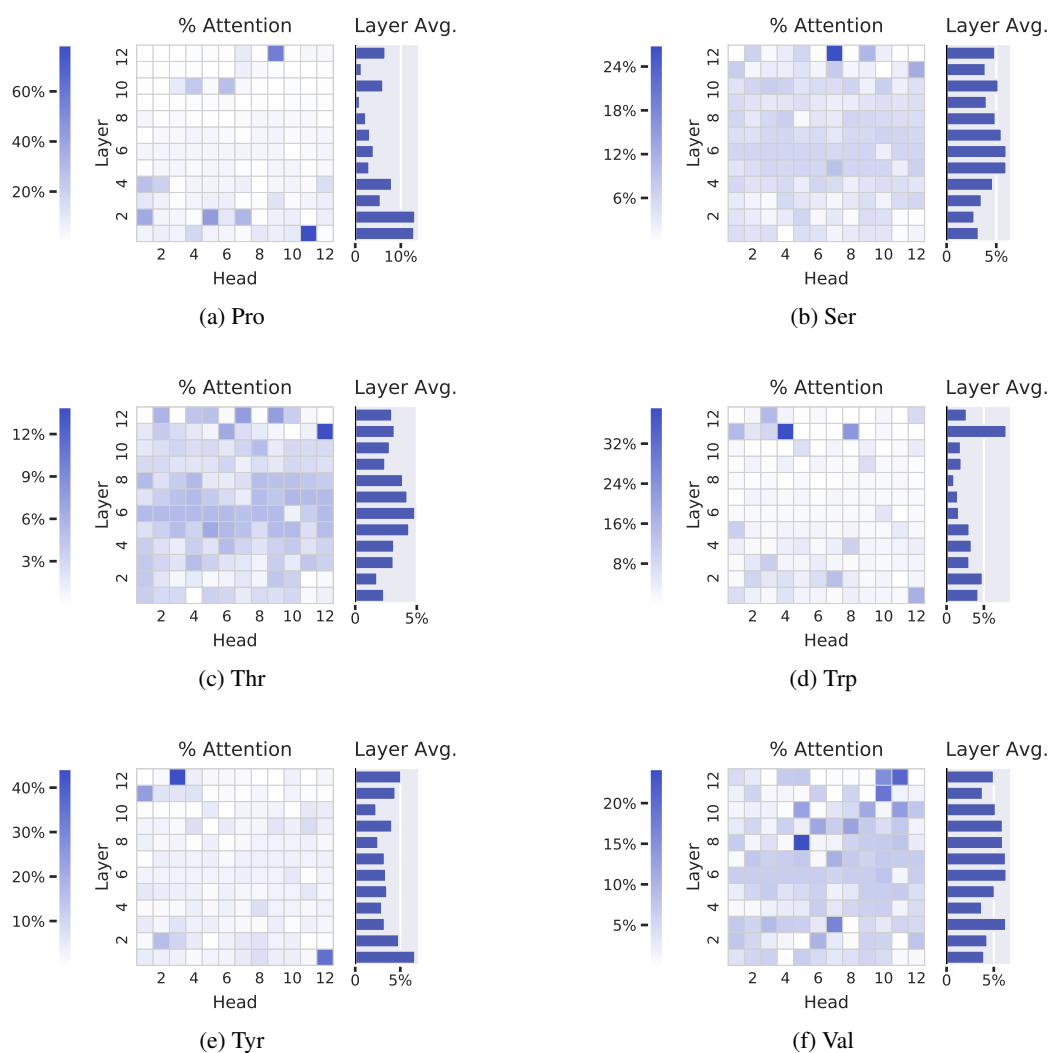 % Attention Layer Avg.
60%
40%
20%
Layer
12
10
8
6
4
2
2 4 6 8 10 12 0 10%
Head
(a) Pro
% Attention Layer Avg.
24%
18%
12%
6%
Layer
12
10
8
6
4
2
2 4 6 8 10 12 0 5%
Head
(b) Ser
% Attention Layer Avg.
12%
9%
6%
3%
Layer
12
10
8
6
4
2
2 4 6 8 10 12 0 5%
Head
(c) Thr
% Attention Layer Avg.
32%
24%
16%
8%
Layer
12
10
8
6
4
2
2 4 6 8 10 12 0 5%
Head
(d) Trp
% Attention Layer Avg.
40%
30%
20%
10%
Layer
12
10
8
6
4
2
2 4 6 8 10 12 0 5%
Head
(e) Tyr
% Attention Layer Avg.
20%
15%
10%
5%
Layer
12
10
8
6
4
2
2 4 6 8 10 12 0 5%
Head
(f) Val